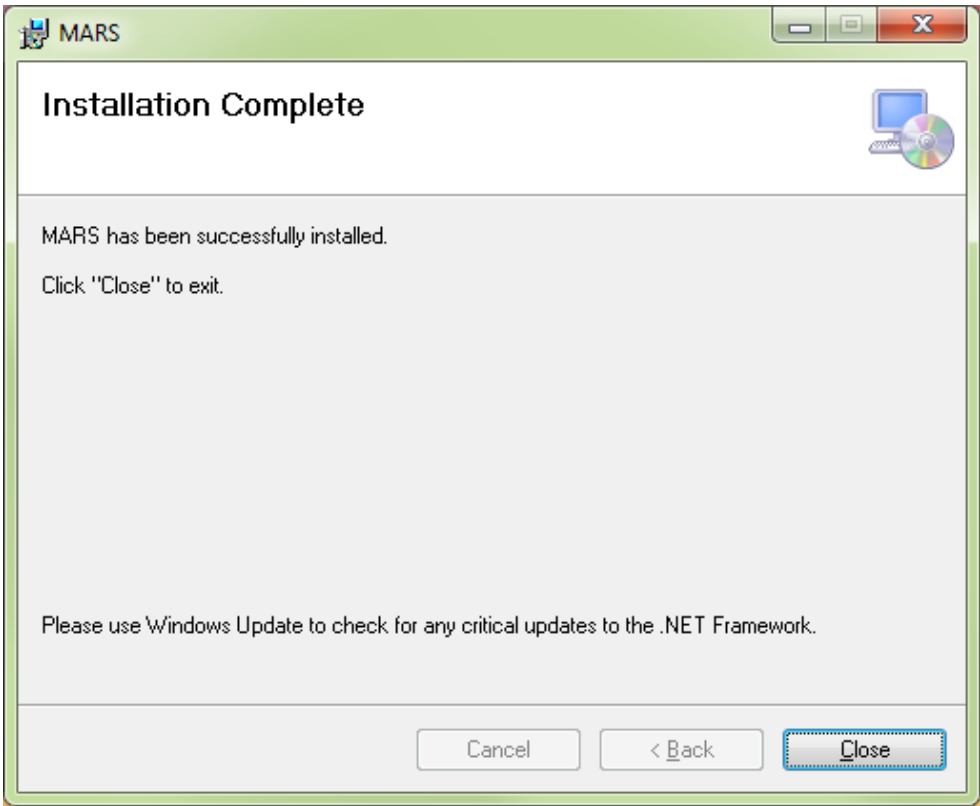 MARS
Installation Complete
MARS has been successfully installed.
Click "Close" to exit.
Please use Windows Update to check for any critical updates to the .NET Framework.
Cancel
< Back
Close